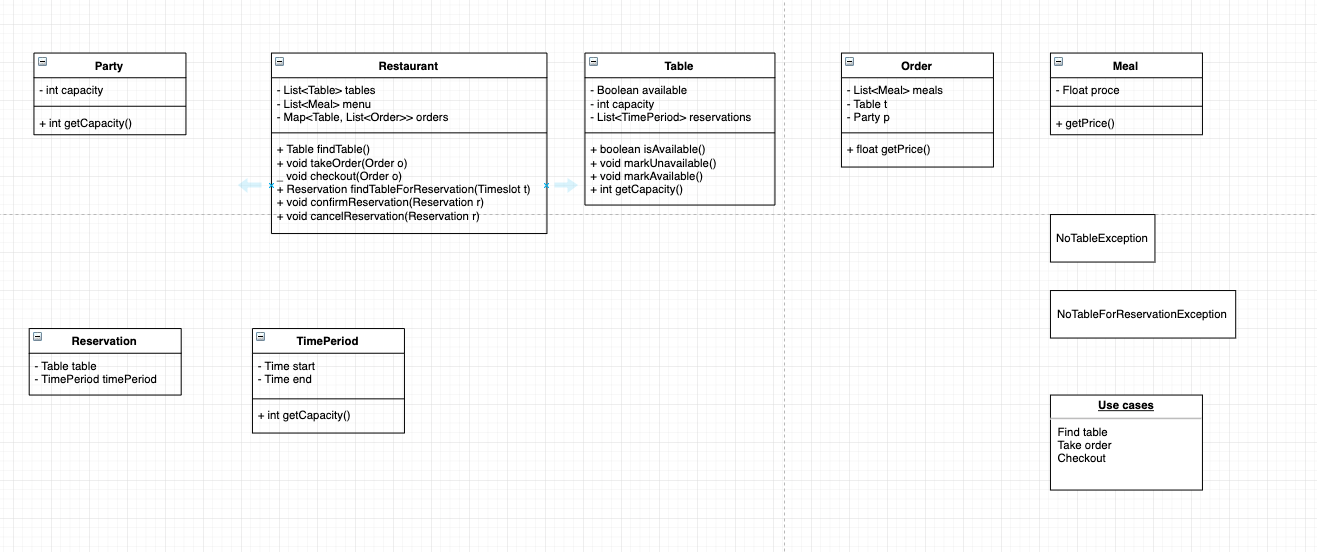 Party
- int capacity
+ int getCapacity()
Restaurant
- List<Table> tables
- List<Meal> menu
- Map<Table, List<Order>> orders
+ Table findTable()
+ void takeOrder(Order o)
_ void checkout(Order o)
+ Reservation findTableForReservation(Timeslot t)
+ void confirmReservation(Reservation r)
+ void cancelReservation(Reservation r)
Table
- Boolean available
- int capacity
- List<TimePeriod> reservations
+ boolean isAvailable()
+ void markUnavailable()
+ void markAvailable()
+ int getCapacity()
Order
- List<Meal> meals
- Table t
- Party p
+ float getPrice()
Meal
- Float proce
+ getPrice()
NoTableException
NoTableForReservationException
Reservation
- Table table
- TimePeriod timePeriod
TimePeriod
- Time start
- Time end
+ int getCapacity()
Use cases
Find table
Take order
Checkout